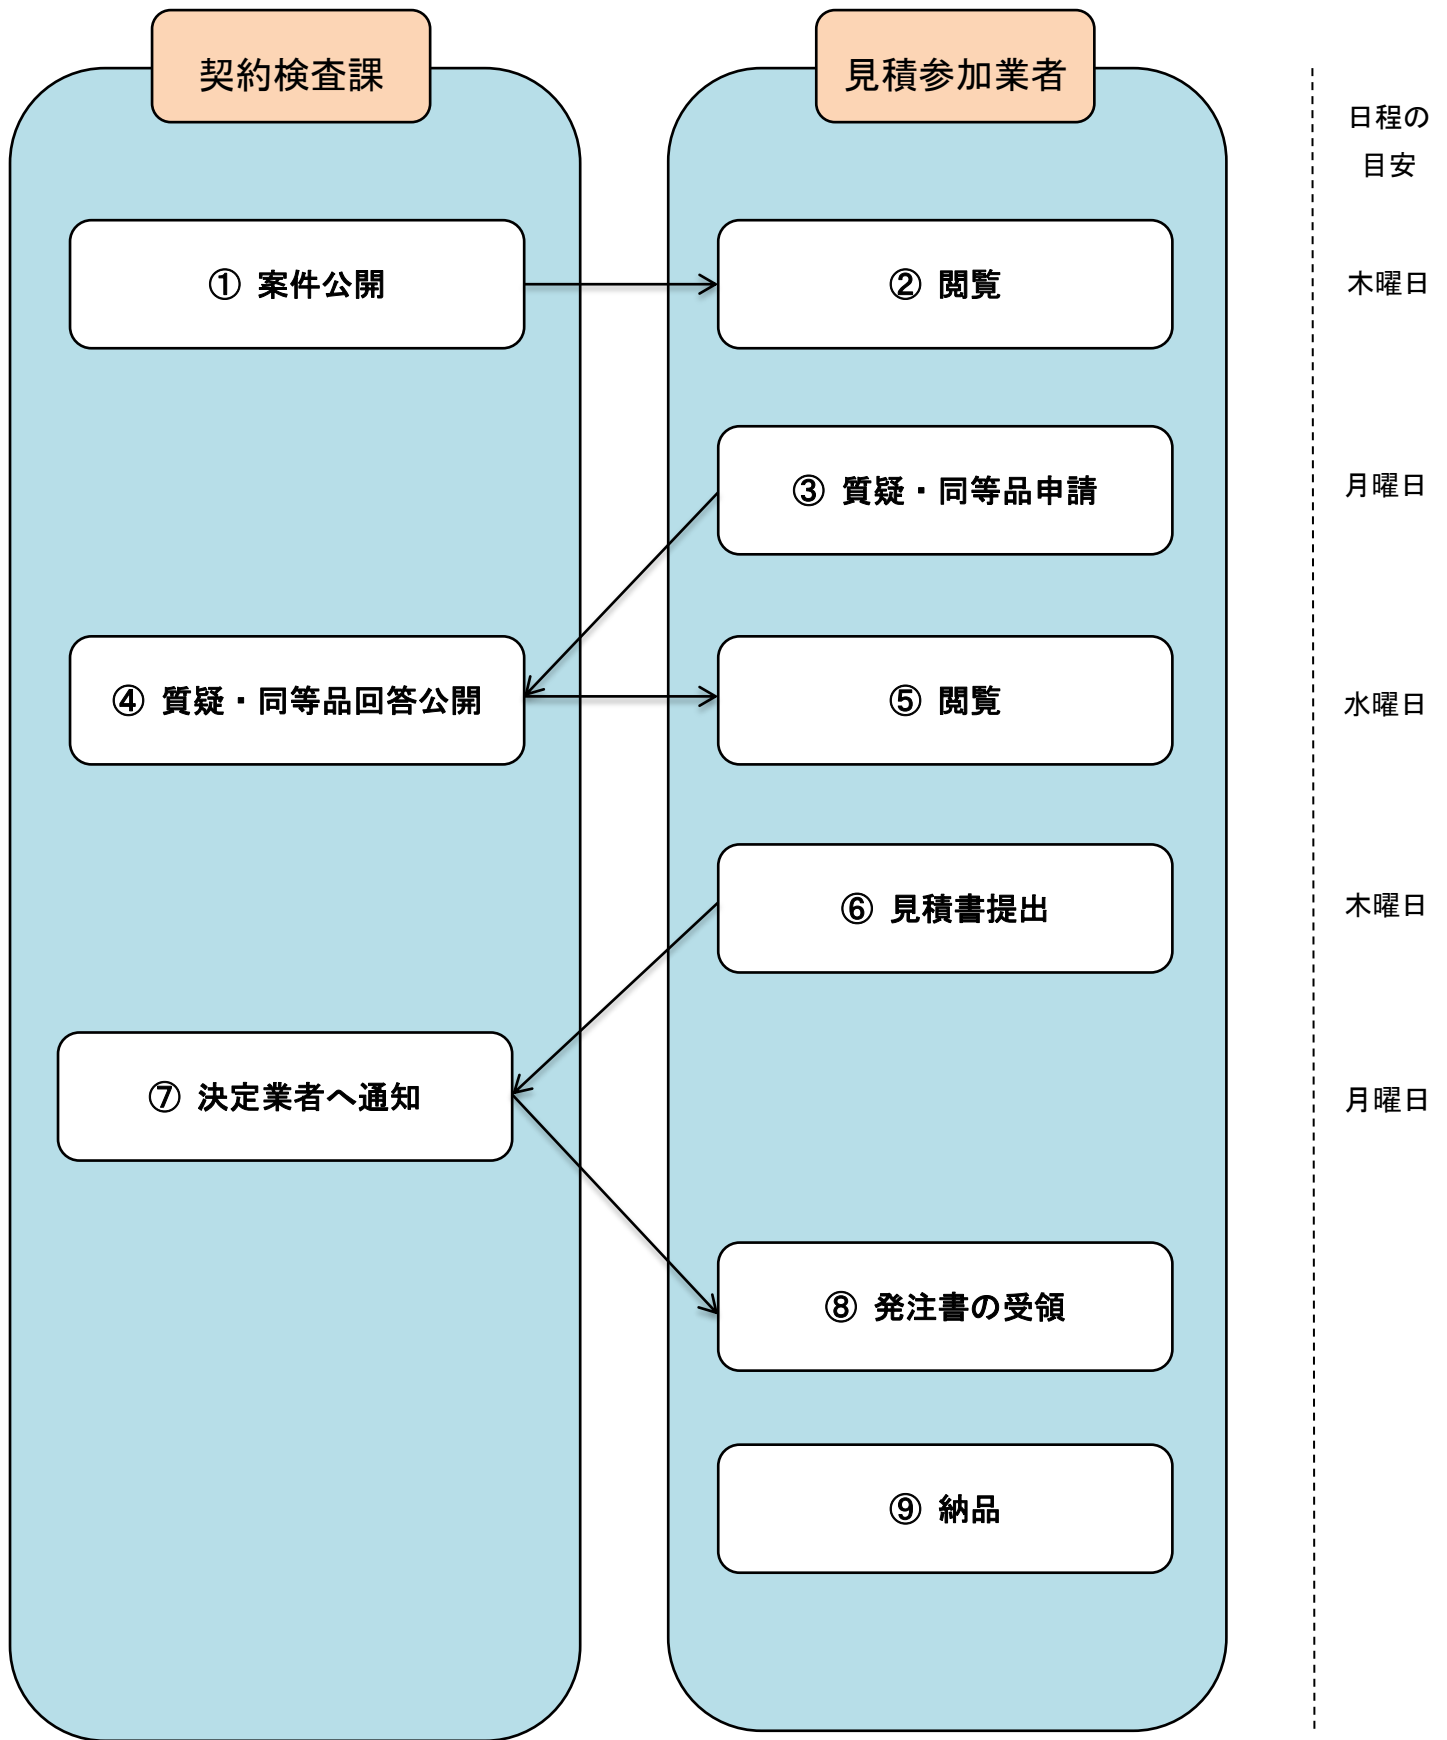 契約検査課
見積参加業者
日程の
目安
① 案件公開
② 閲覧
木曜日
③ 質疑・同等品申請
月曜日
④ 質疑・同等品回答公開
⑤ 閲覧
水曜日
⑥ 見積書提出
木曜日
⑦ 決定業者へ通知
月曜日
⑧ 発注書の受領
⑨ 納品